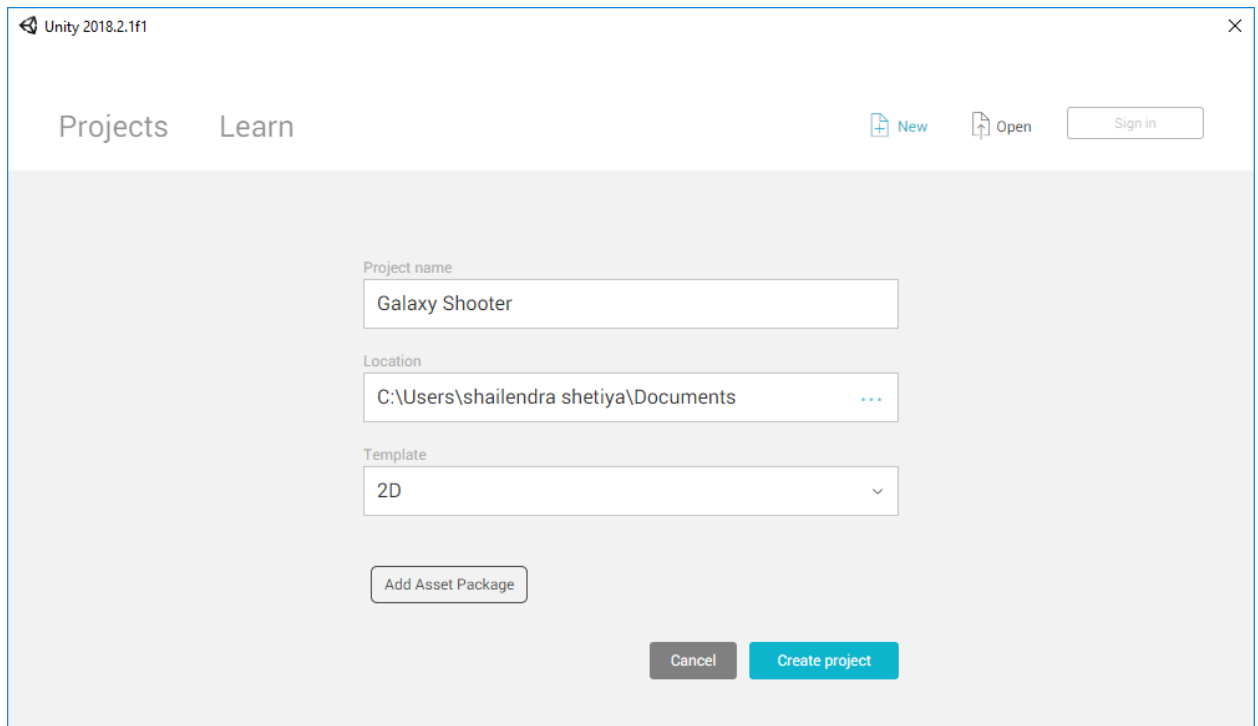 Unity 2018.2.1f1
Projects Learn New Open Sign in
Project name
Galaxy Shooter
Location
C:\Users\shailendra shetiya\Documents
Template
2D
Add Asset Package
Cancel Create project